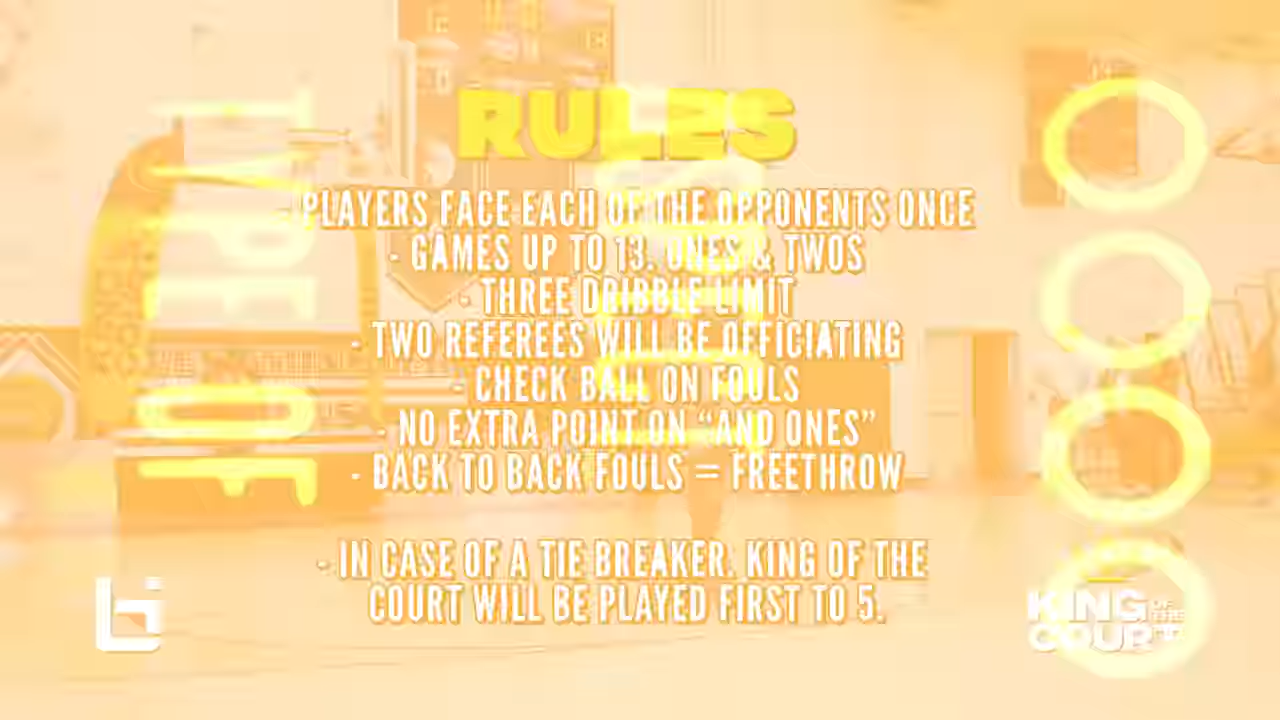 RULES
- PLAYERS FACE EACH OF THE OPPONENTS ONCE
- GAMES UP TO 13. ONES & TWOS
- THREE DRIBBLE LIMIT
- TWO REFEREES WILL BE OFFICIATING
- CHECK BALL ON FOULS
- NO EXTRA POINT ON “AND ONES”
- BACK TO BACK FOULS = FREETHROW
- IN CASE OF A TIE BREAKER. KING OF THE
COURT WILL BE PLAYED FIRST TO 5.
TYPE OF
KING OF
THE
COURT